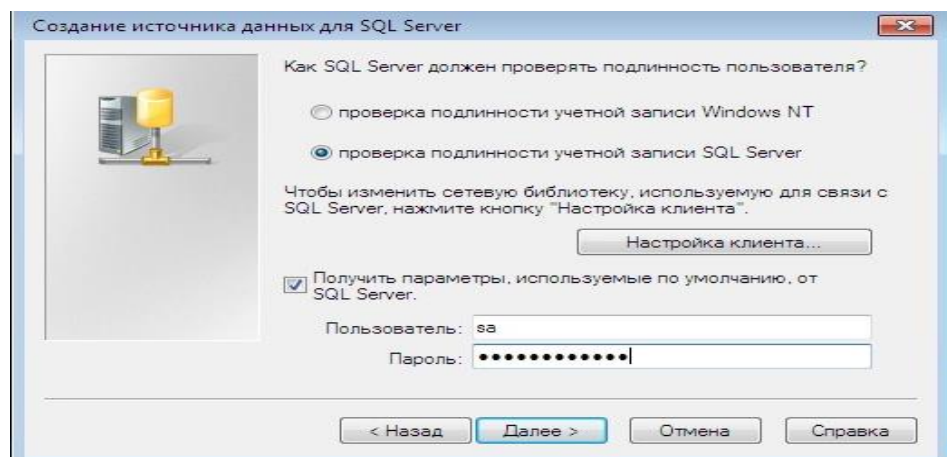 Создание источника данных для SQL Server
Как SQL Server должен проверять подлинность пользователя?
проверка подлинности учетной записи Windows NT
проверка подлинности учетной записи SQL Server
Чтобы изменить сетевую библиотеку, используемую для связи с
SQL Server, нажмите кнопку "Настройка клиента".
Настройка клиента...
Получить параметры, используемые по умолчанию, от
SQL Server.
Пользователь: sa
Пароль: ●●●●●●●●●●●●
< Назад Далее > Отмена Справка